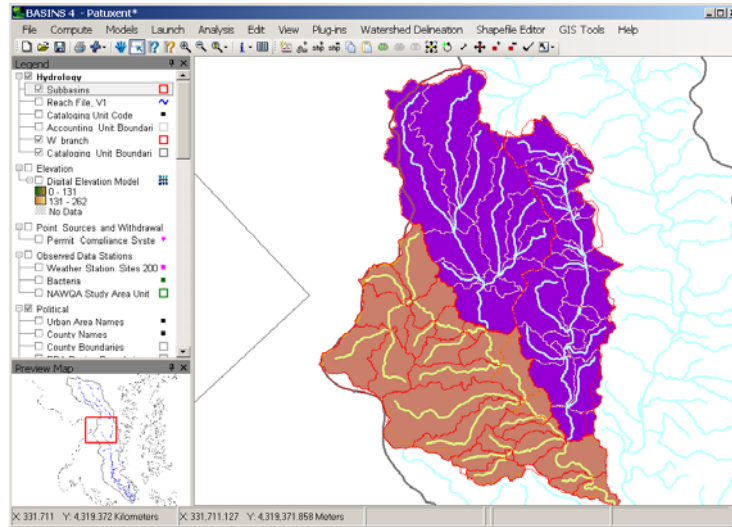 BASINS 4 - Patuxent*
File Compute Models Launch Analysis Edit View Plug-ins Watershed Delineation Shapefile Editor GIS Tools Help
Legend
Hydrology
Subbasins
Reach File, V1
Cataloging Unit Code
Accounting Unit Boundari
W_branch
Cataloging Unit Boundari
Elevation
Digital Elevation Model
0 - 131
131 - 262
No Data
Point Sources and Withdrawal
Permit Compliance Syste
Observed Data Stations
Weather Station Sites 200
Bacteria
NAWQA Study Area Unit
Political
Urban Area Names
County Names
County Boundaries
Preview Map
X: 331.711 Y: 4,319.372 Kilometers X: 331,711.127 Y: 4,319,371.858 Meters